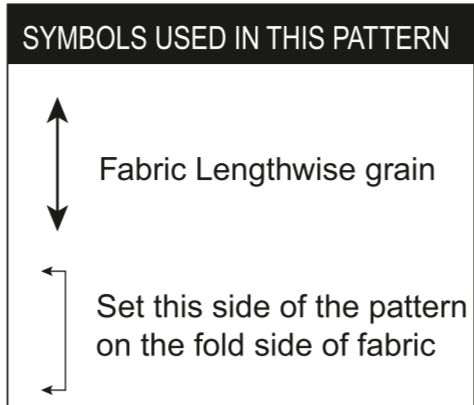 SYMBOLS USED IN THIS PATTERN
Fabric Lengthwise grain
Set this side of the pattern
on the fold side of fabric